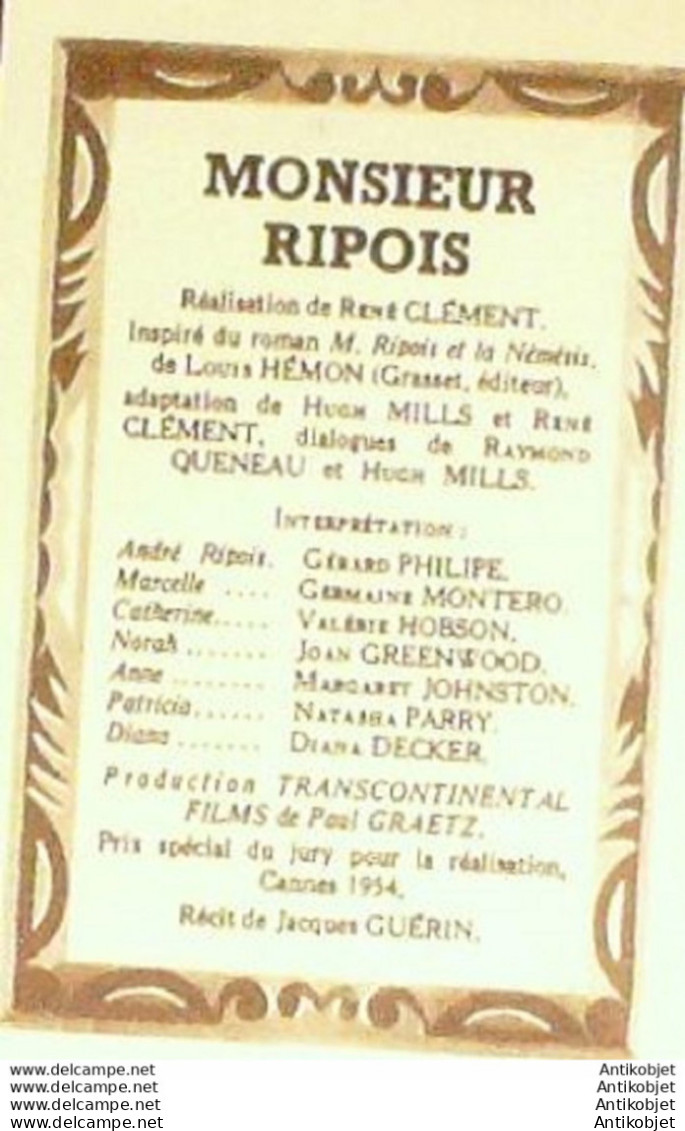 MONSIEUR
RIPOIS
Réalisation de RENÉ CLÉMENT.
Inspiré du roman M. Ripois et la Némésis,
de LOUIS HÉMON (Grasset, éditeur),
adaptation de HUGH MILLS et RENÉ
CLÉMENT, dialogues de RAYMOND
QUENEAU et HUGH MILLS.
INTERPRÉTATION :
André Ripois. GÉRARD PHILIPE.
Marcelle .... GERMAINE MONTERO.
Catherine..... VALÉRIE HOBSON.
Norah ........ JOAN GREENWOOD.
Anne ......... MARGARET JOHNSTON.
Patricia...... NATASHA PARRY.
Diana ........ DIANA DECKER.
Production TRANSCONTINENTAL
FILMS de Paul GRAETZ.
Prix spécial du jury pour la réalisation,
Cannes 1954.
Récit de Jacques GUÉRIN.
www.delcampe.net Antikobjet
www.delcampe.net Antikobjet
www.delcampe.net Antikobjet
www.delcampe.net Antikobjet